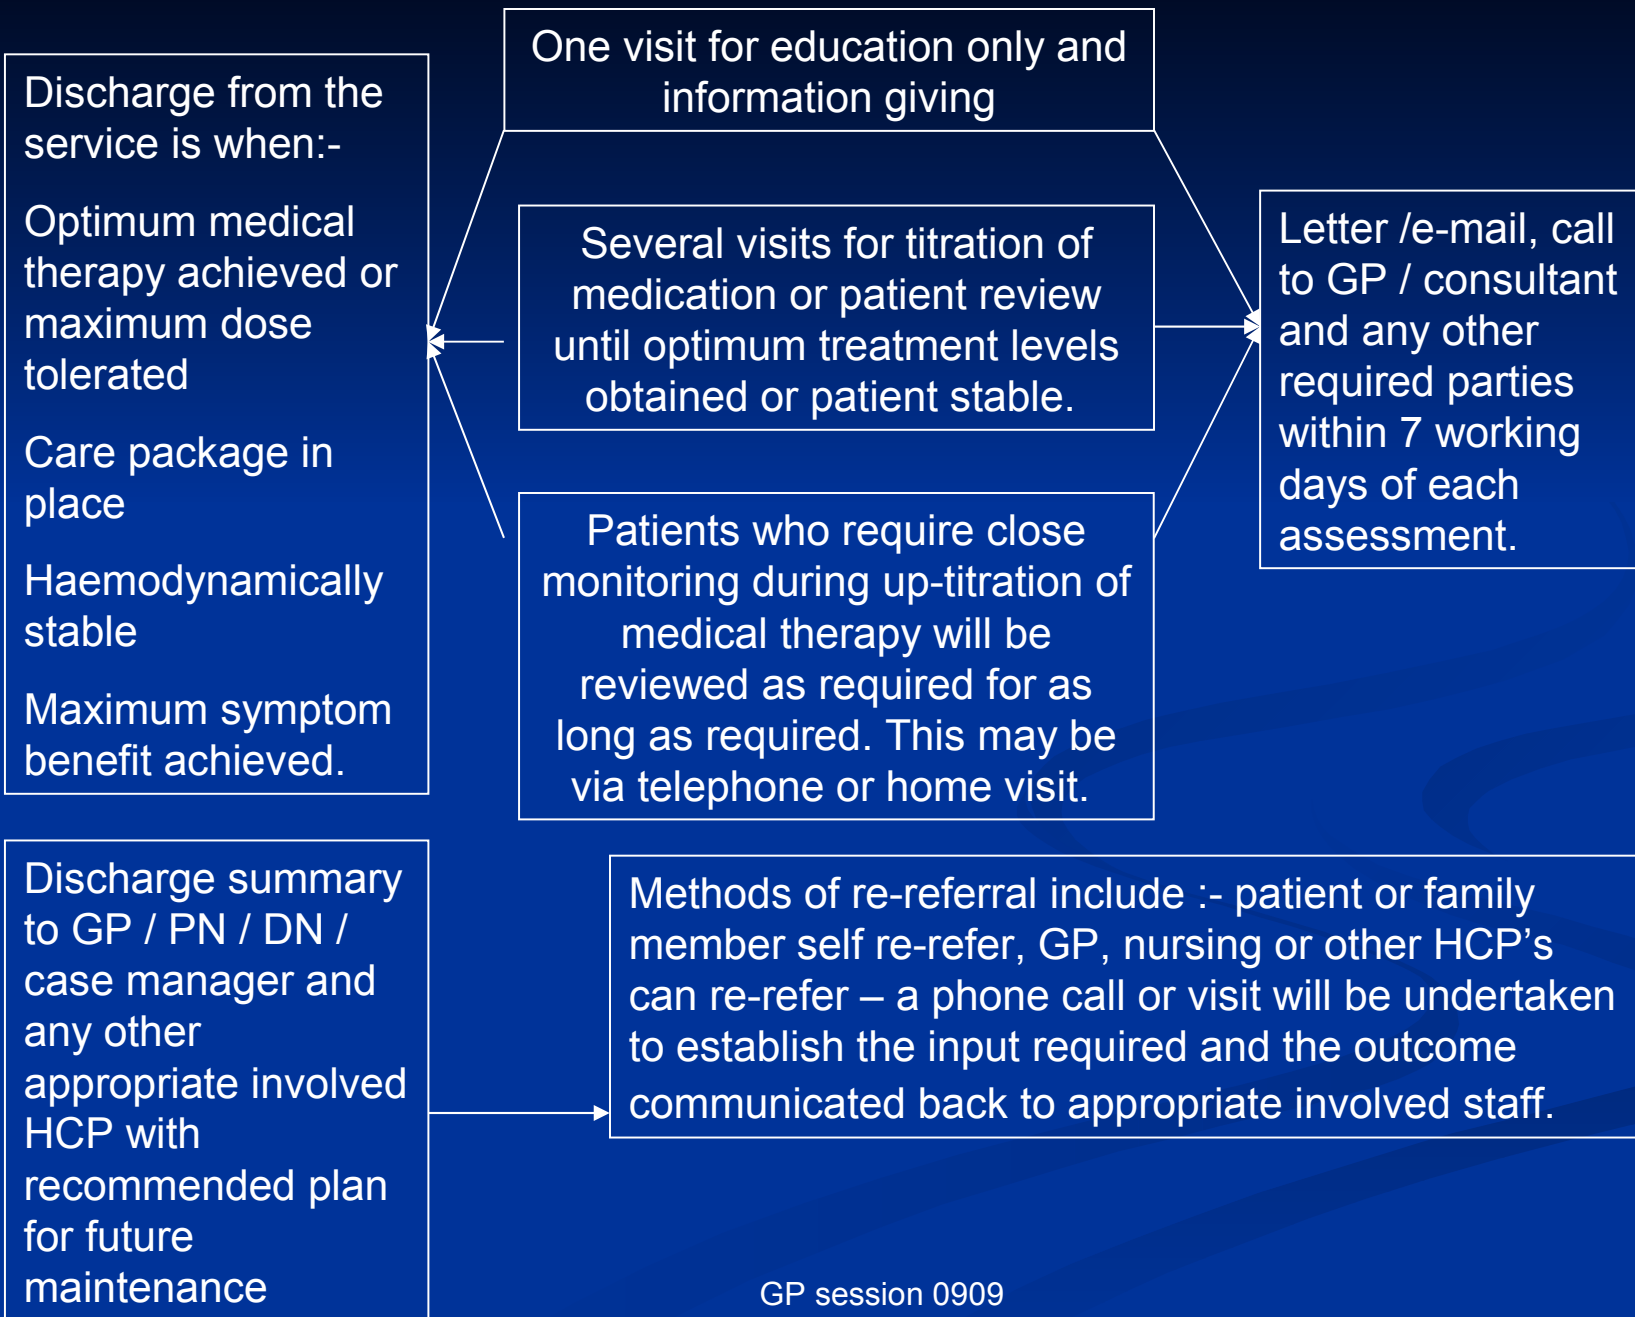 One visit for education only and
information giving
Discharge from the
service is when:-
Optimum medical
therapy achieved or
maximum dose
tolerated
Care package in
place
Haemodynamically
stable
Maximum symptom
benefit achieved.
Several visits for titration of
medication or patient review
until optimum treatment levels
obtained or patient stable.
Letter /e-mail, call
to GP / consultant
and any other
required parties
within 7 working
days of each
assessment.
Patients who require close
monitoring during up-titration of
medical therapy will be
reviewed as required for as
long as required. This may be
via telephone or home visit.
Discharge summary
to GP / PN / DN /
case manager and
any other
appropriate involved
HCP with
recommended plan
for future
maintenance
Methods of re-referral include :- patient or family
member self re-refer, GP, nursing or other HCP’s
can re-refer – a phone call or visit will be undertaken
to establish the input required and the outcome
communicated back to appropriate involved staff.
GP session 0909